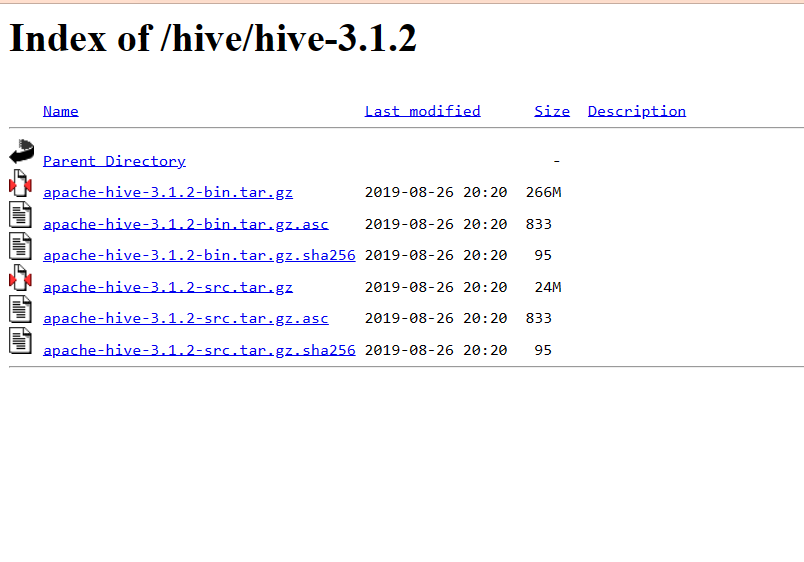 Index of /hive/hive-3.1.2
Name Last modified Size Description
Parent Directory -
apache-hive-3.1.2-bin.tar.gz 2019-08-26 20:20 266M
apache-hive-3.1.2-bin.tar.gz.asc 2019-08-26 20:20 833
apache-hive-3.1.2-bin.tar.gz.sha256 2019-08-26 20:20 95
apache-hive-3.1.2-src.tar.gz 2019-08-26 20:20 24M
apache-hive-3.1.2-src.tar.gz.asc 2019-08-26 20:20 833
apache-hive-3.1.2-src.tar.gz.sha256 2019-08-26 20:20 95